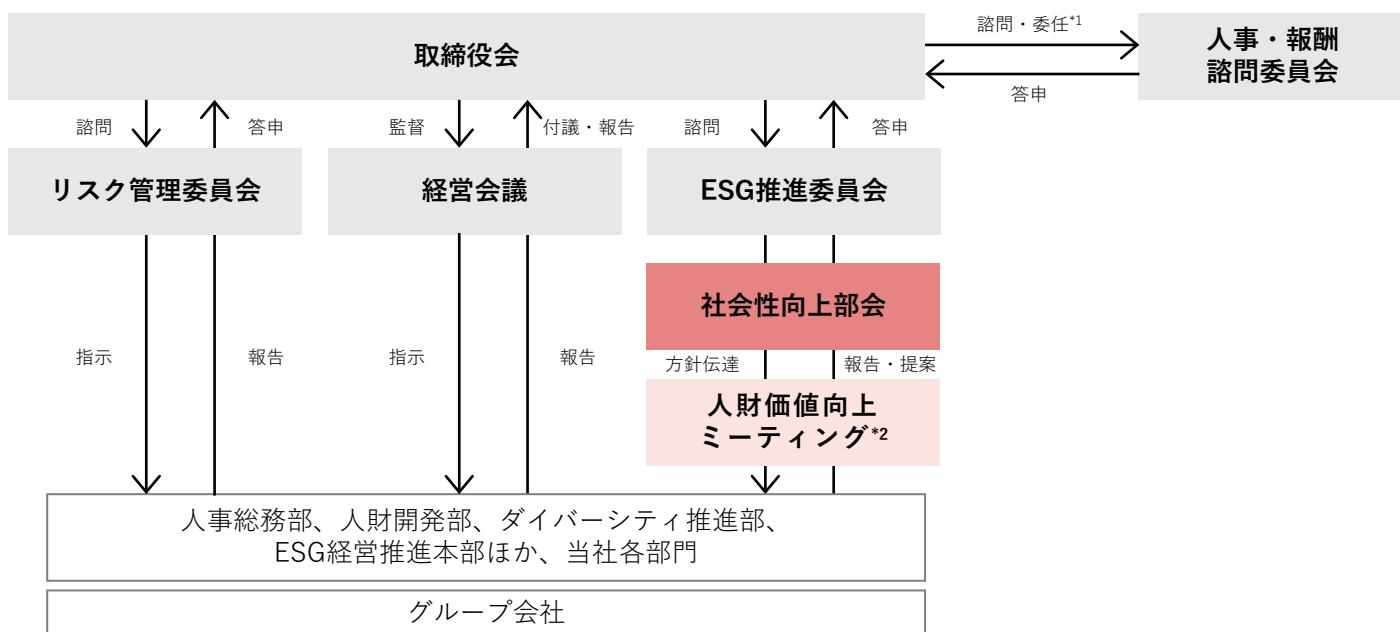 取締役会
諮問・委任*1
答申
人事・報酬
諮問委員会
諮問
答申
監督
付議・報告
諮問
答申
リスク管理委員会
経営会議
ESG推進委員会
社会性向上部会
指示
報告
指示
報告
方針伝達
報告・提案
人財価値向上
ミーティング*2
人事総務部、人財開発部、ダイバーシティ推進部、
ESG経営推進本部ほか、当社各部門
グループ会社